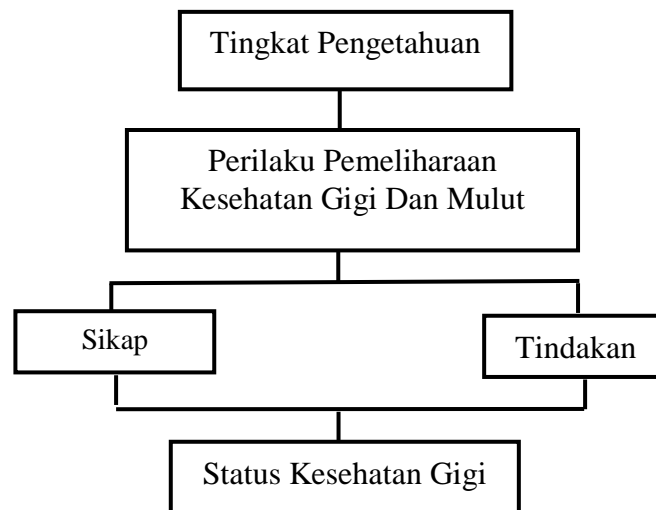 Tingkat Pengetahuan
Perilaku Pemeliharaan
Kesehatan Gigi Dan Mulut
Sikap
Tindakan
Status Kesehatan Gigi